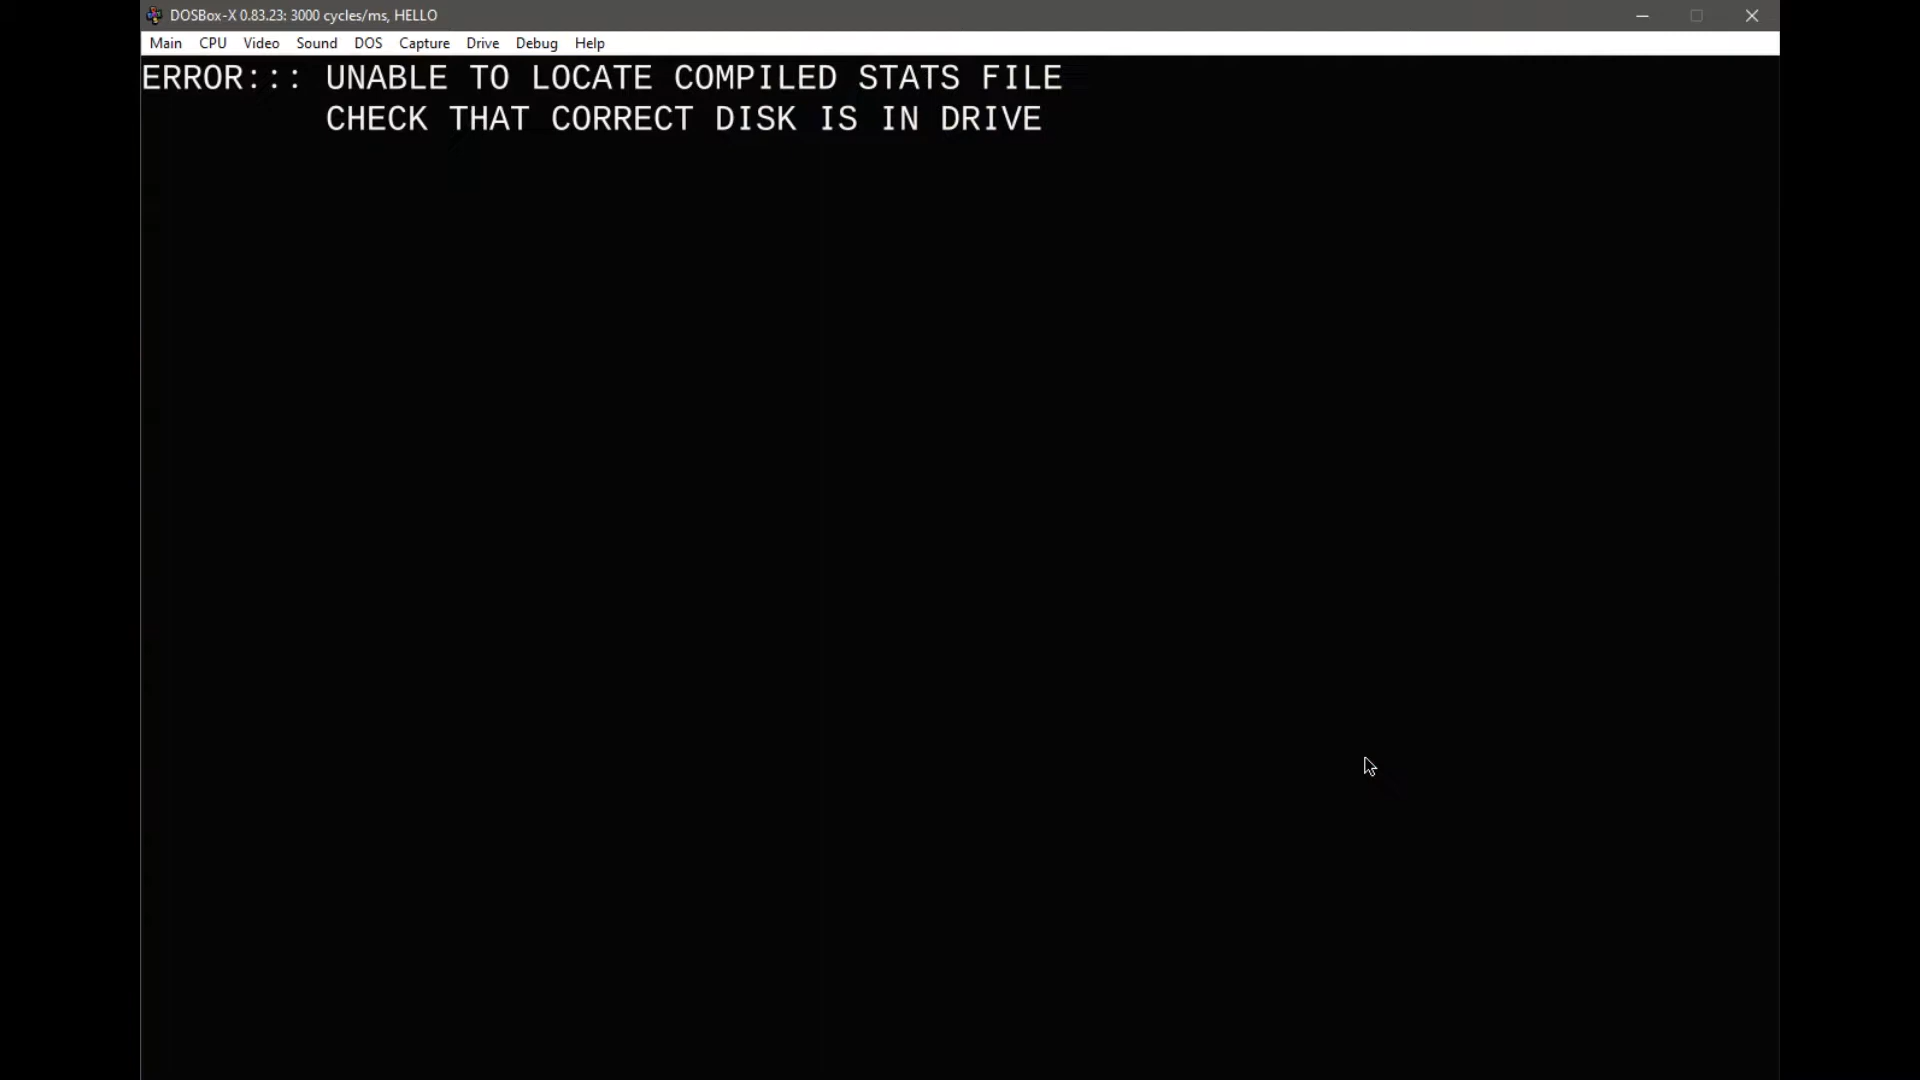 DOSBox-X 0.83.23: 3000 cycles/ms, HELLO
Main CPU Video Sound DOS Capture Drive Debug Help
ERROR::: UNABLE TO LOCATE COMPILED STATS FILE
CHECK THAT CORRECT DISK IS IN DRIVE